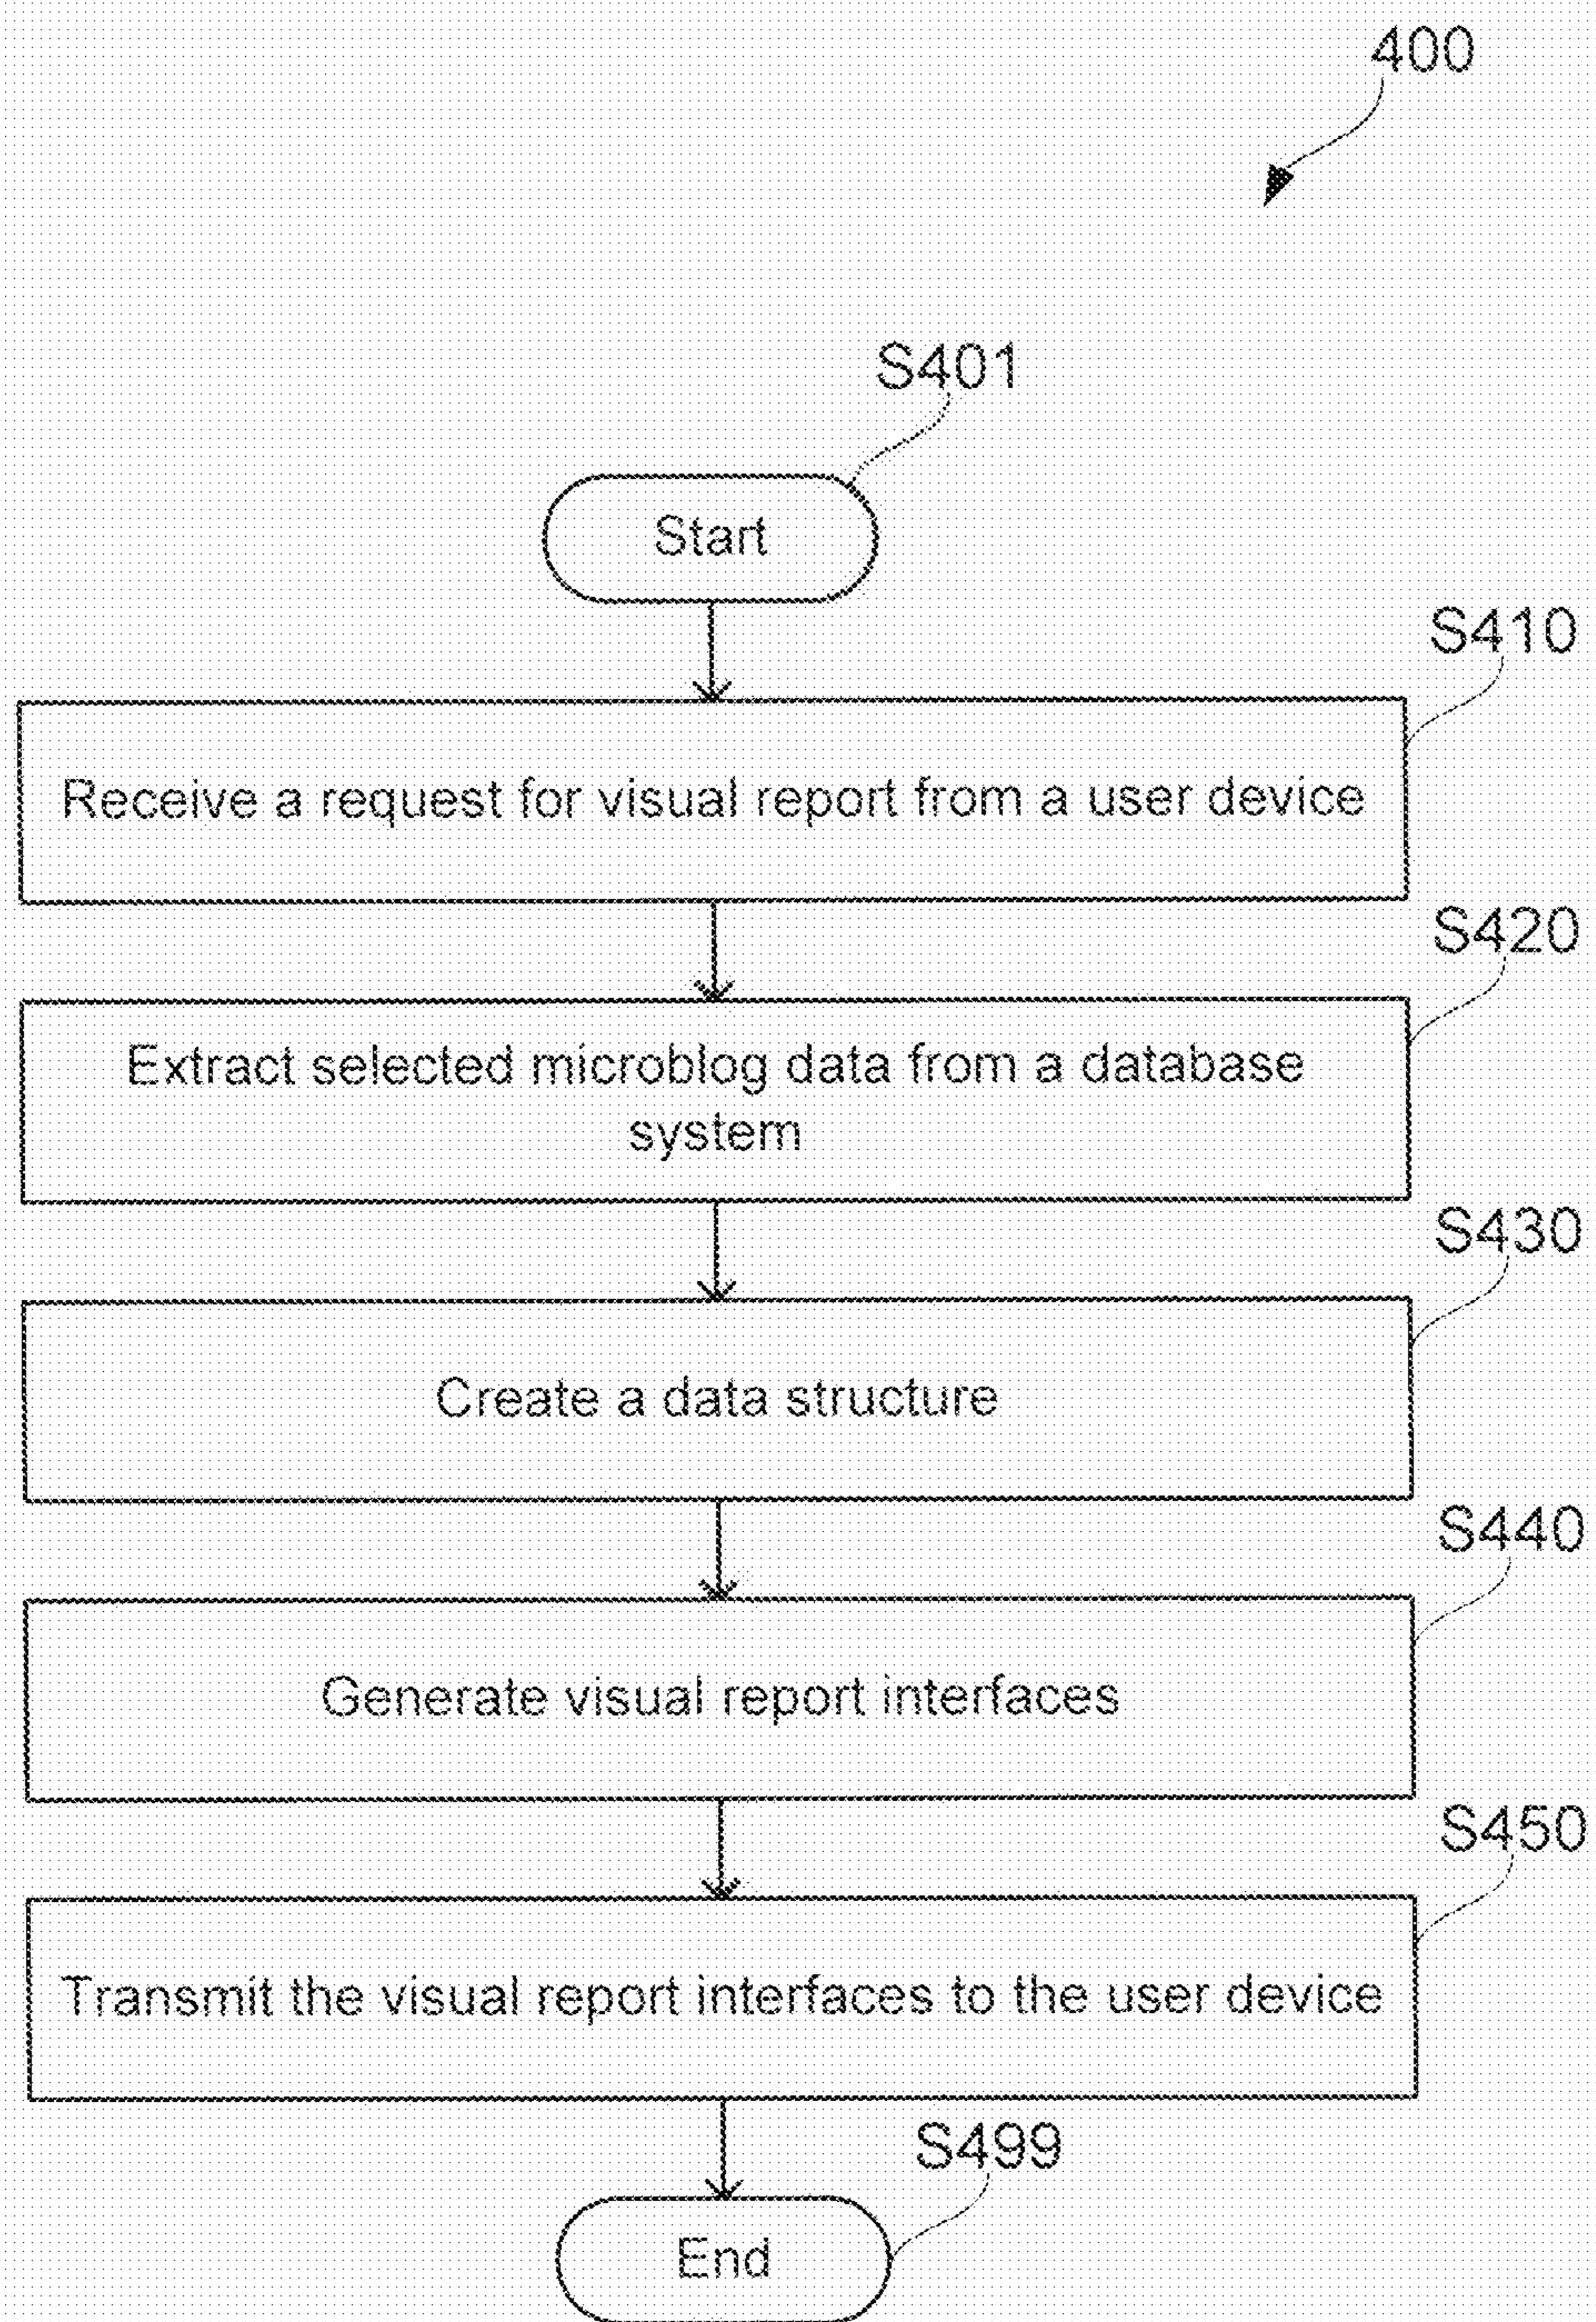 400
S401
Start
S410
Receive a request for visual report from a user device
S420
Extract selected microblog data from a database
system
S430
Create a data structure
S440
Generate visual report interfaces
S450
Transmit the visual report interfaces to the user device
S499
End